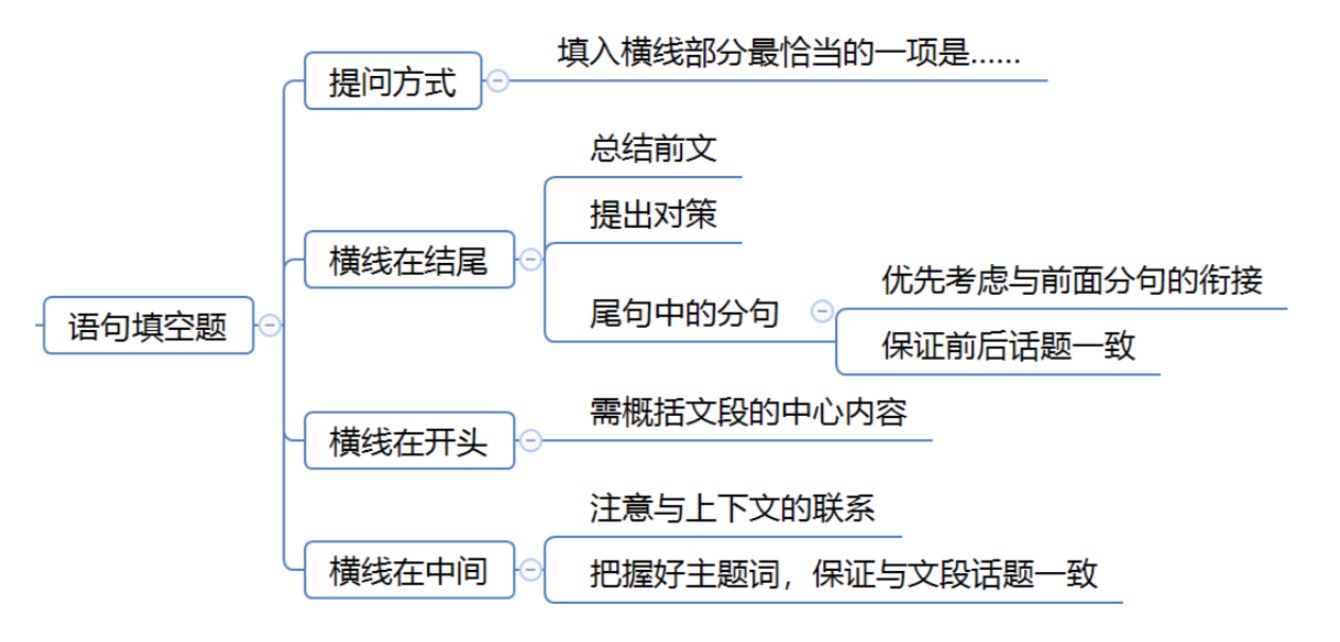 语句填空题
提问方式
填入横线部分最恰当的一项是......
横线在结尾
总结前文
提出对策
尾句中的分句
优先考虑与前面分句的衔接
保证前后话题一致
横线在开头
需概括文段的中心内容
横线在中间
注意与上下文的联系
把握好主题词，保证与文段话题一致